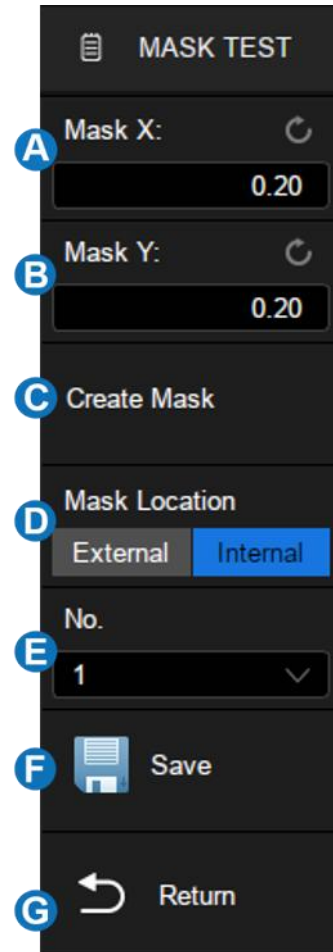 MASK TEST
A
Mask X:
0.20
B
Mask Y:
0.20
C
Create Mask
D
Mask Location
External Internal
E
No.
1
F
Save
G
Return